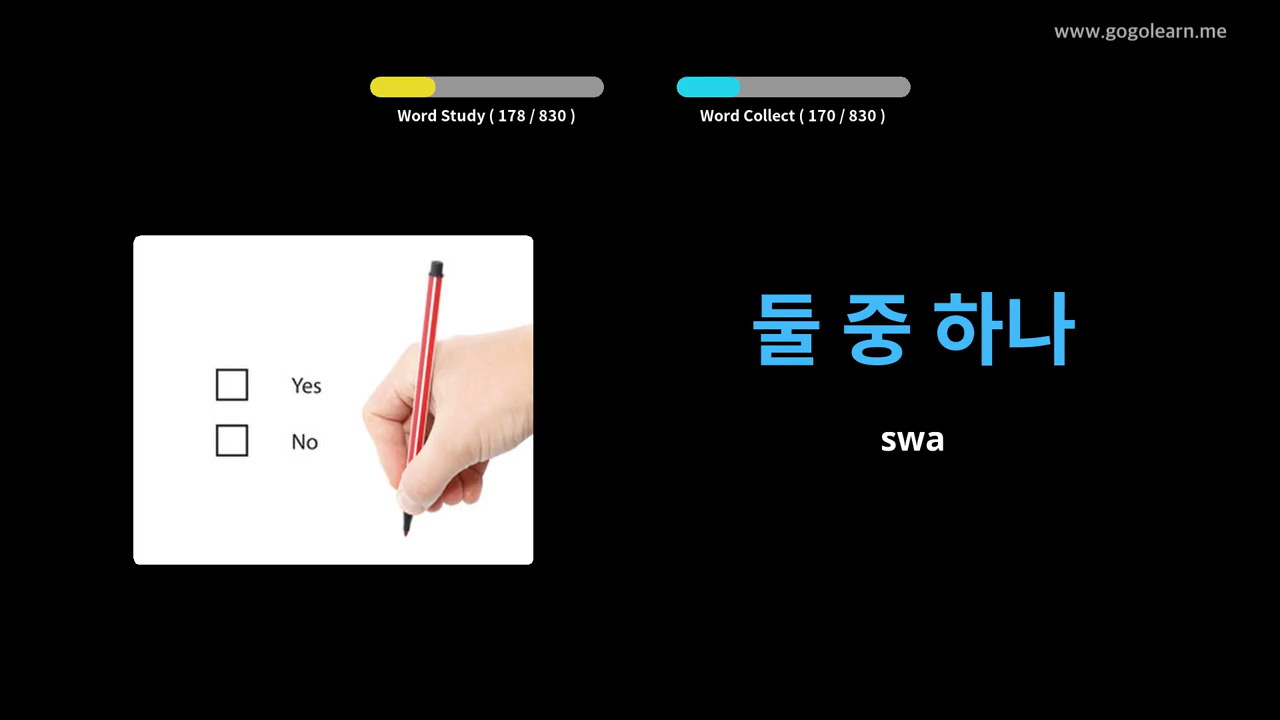 www.gogolearn.me
Word Study ( 178 / 830 )
Word Collect ( 170 / 830 )
Yes
No
둘 중 하나
swa